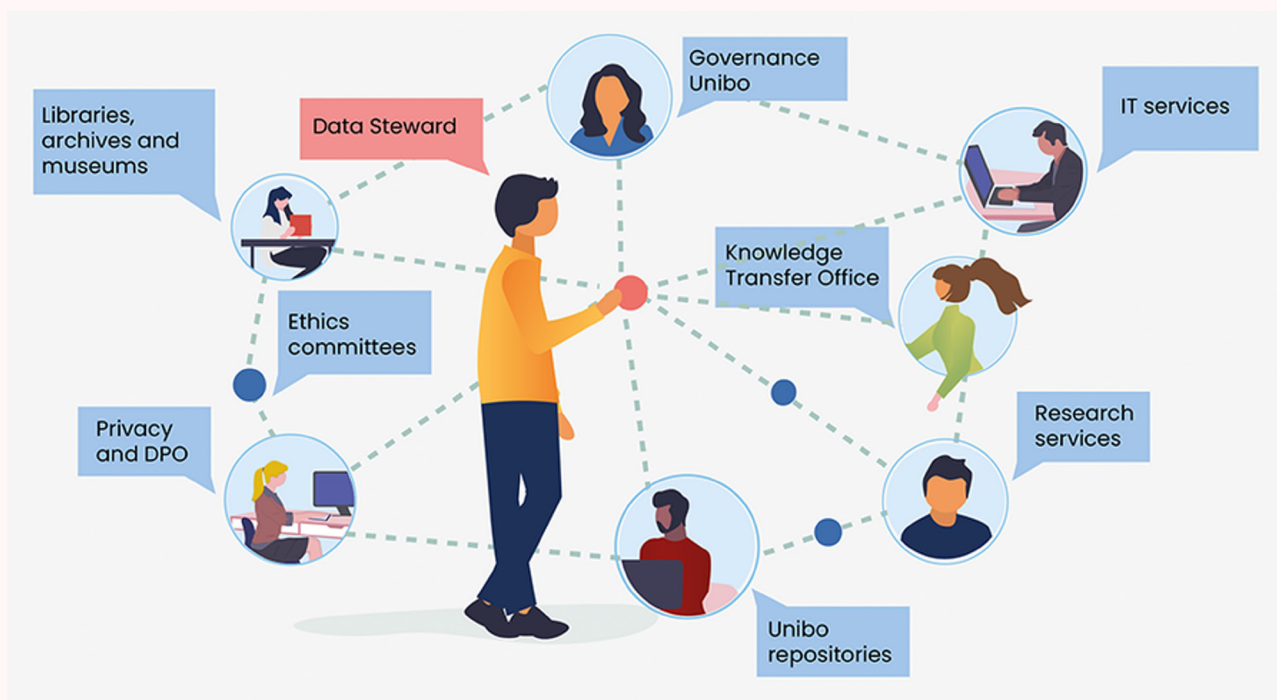 Governance
Unibo
IT services
Libraries,
archives and
museums
Data Steward
Knowledge
Transfer Office
Ethics
committees
Privacy
and DPO
Research
services
Unibo
repositories